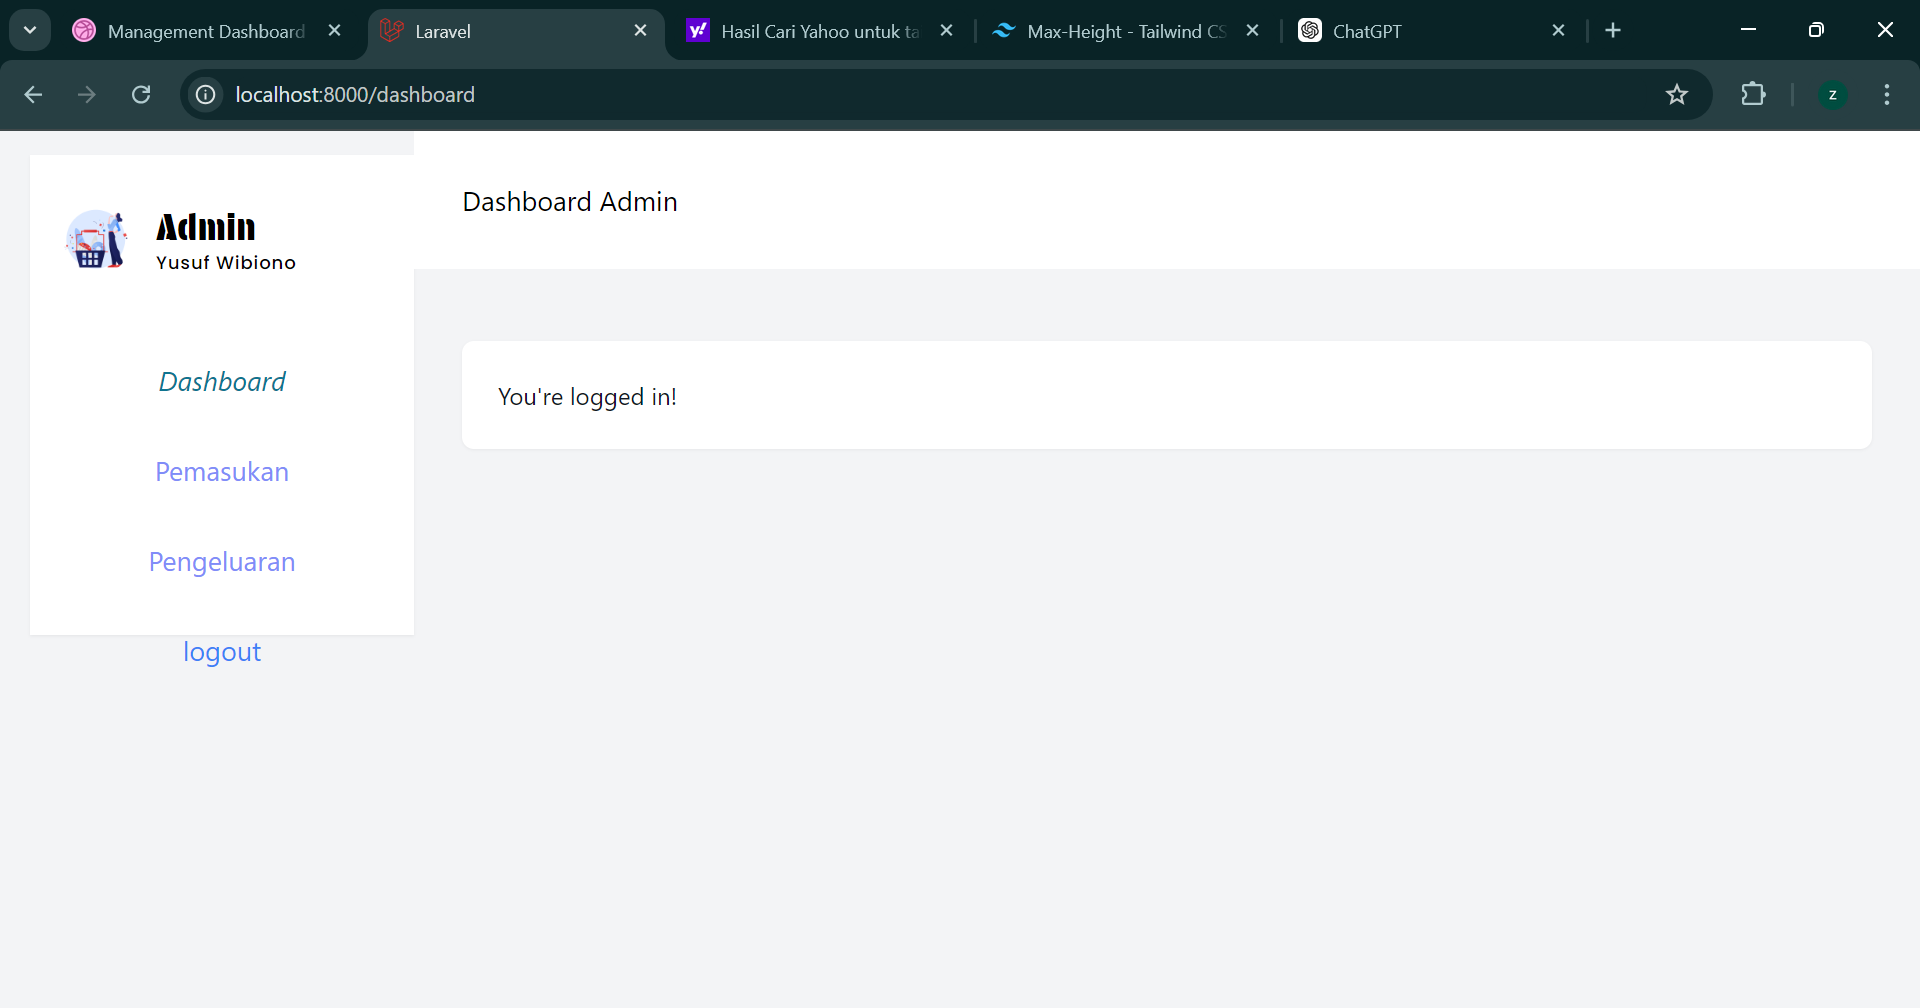 Management Dashboard
Laravel
Hasil Cari Yahoo untuk ta
Max-Height - Tailwind CS
ChatGPT
localhost:8000/dashboard
z
Admin
Yusuf Wibiono
Dashboard
Pemasukan
Pengeluaran
logout
Dashboard Admin
You're logged in!